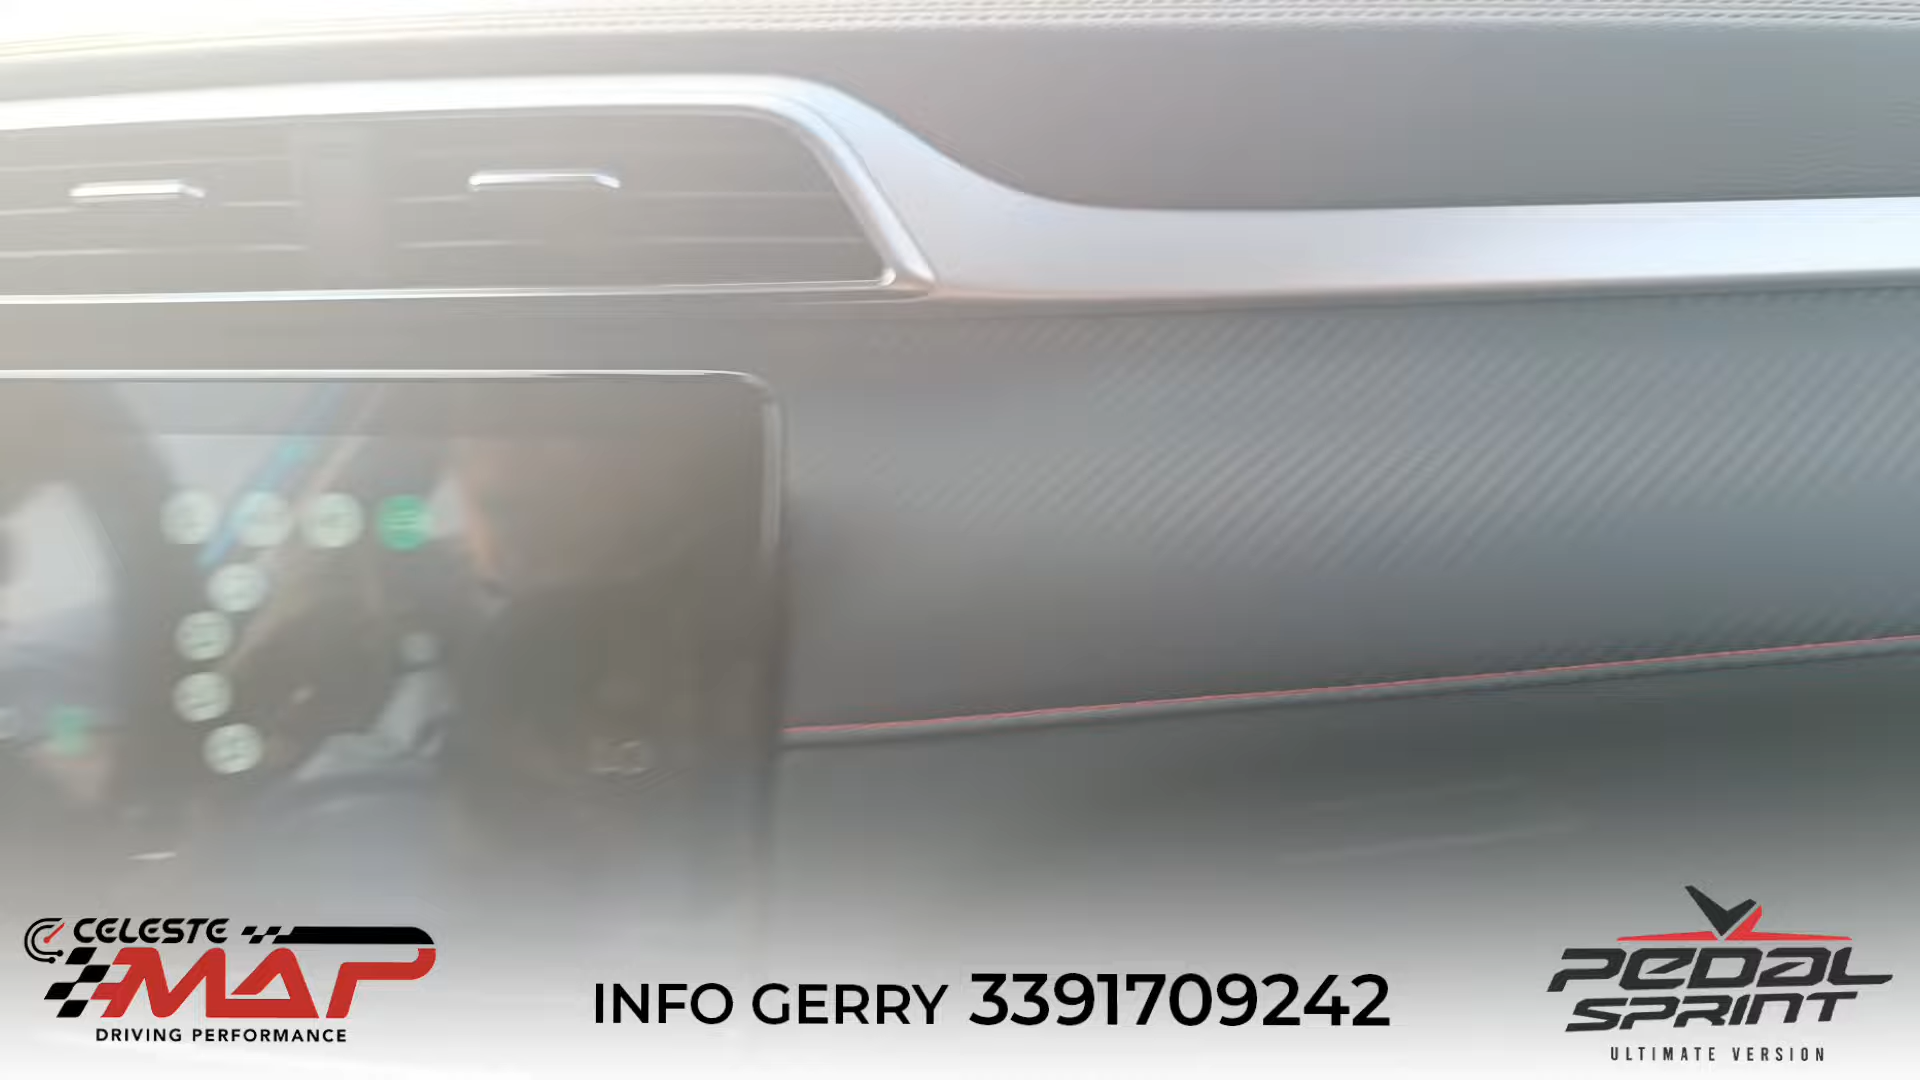 CELESTE
MAP
DRIVING PERFORMANCE
INFO GERRY 3391709242
PEDAL
SPRINT
ULTIMATE VERSION